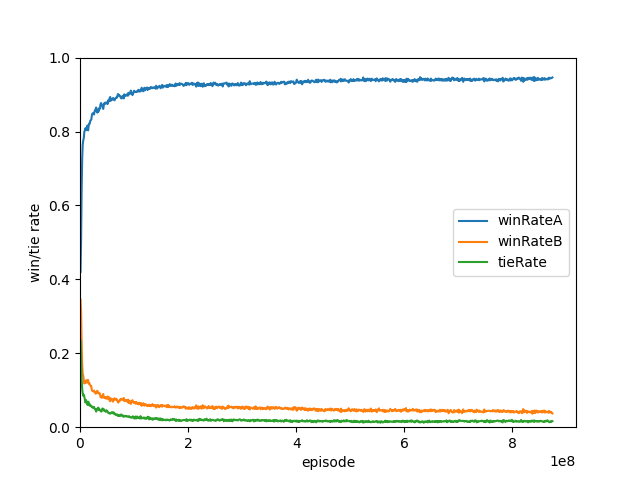 1.0
0.8
0.6
0.4
0.2
0.0
win/tie rate
winRateA
winRateB
tieRate
0 2 4 6 8
1e8
episode